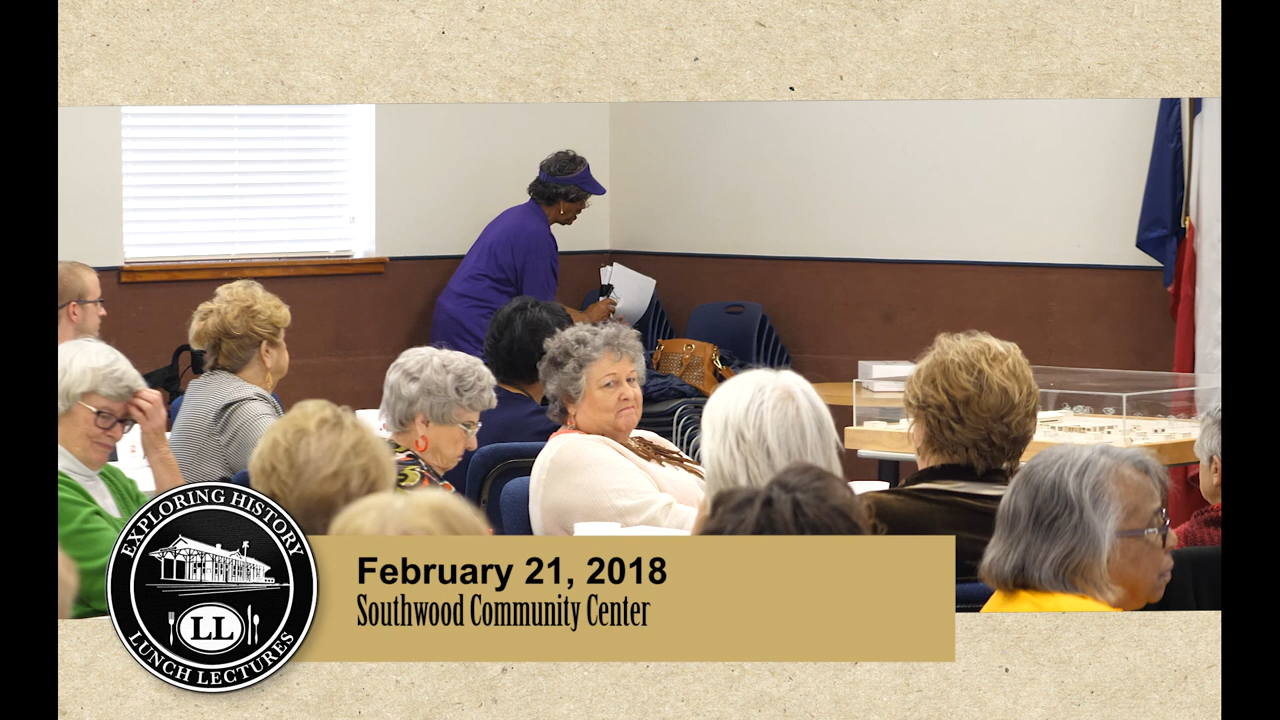 February 21, 2018
Southwood Community Center
EXPLORING HISTORY
LL
LUNCH LECTURES